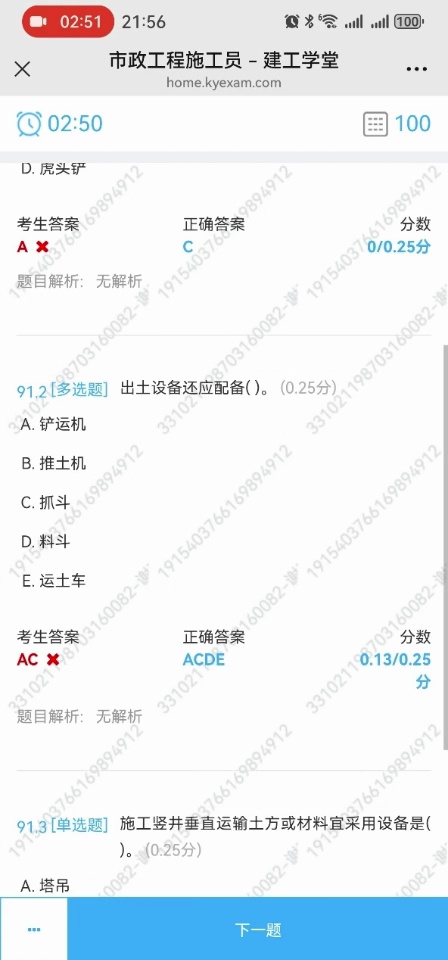 02:51 21:56 6 100
市政工程施工员 – 建工学堂
home.kyexam.com
02:50 100
D. 虎头铲
考生答案 正确答案 分数
A ✖ C 0/0.25分
题目解析: 无解析
91.2 [多选题] 出土设备还应配备( )。 (0.25分)
A. 铲运机
B. 推土机
C. 抓斗
D. 料斗
E. 运土车
考生答案 正确答案 分数
AC ✖ ACDE 0.13/0.25
分
题目解析: 无解析
91.3 [单选题] 施工竖井垂直运输土方或材料宜采用设备是(
)。 (0.25分)
A. 塔吊
下一题
1915403766169894912
331021198703160082